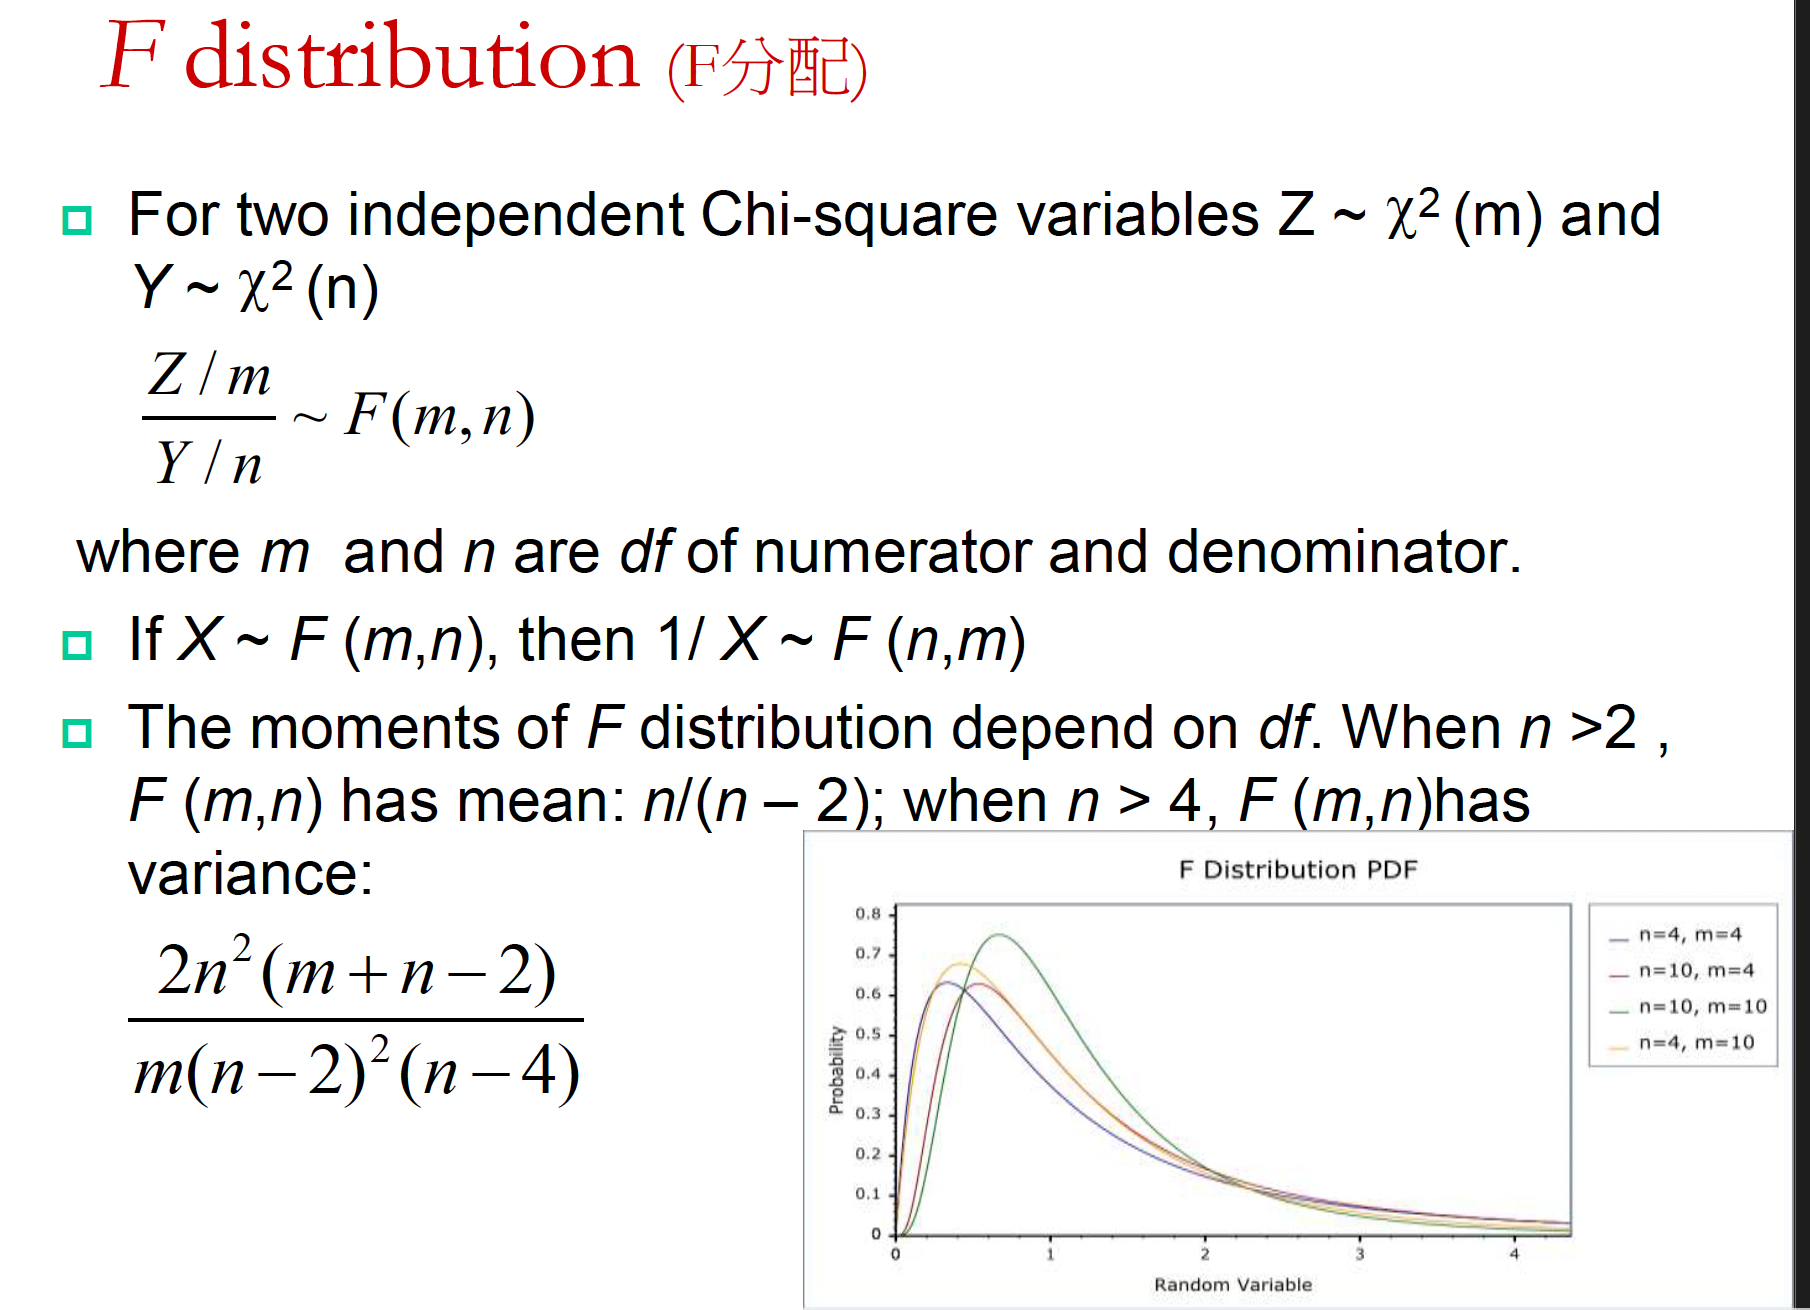 F distribution (F分配)
For two independent Chi-square variables Z ~ χ² (m) and
Y ~ χ² (n)
Z / m
~ F(m, n)
Y / n
where m and n are df of numerator and denominator.
If X ~ F (m,n), then 1/ X ~ F (n,m)
The moments of F distribution depend on df. When n >2 ,
F (m,n) has mean: n/(n – 2); when n > 4, F (m,n)has
variance:
2n²(m + n − 2)
m(n − 2)²(n − 4)
F Distribution PDF
0.8
0.7
0.6
0.5
0.4
0.3
0.2
0.1
0
Probability
0 1 2 3 4
Random Variable
n=4, m=4
n=10, m=4
n=10, m=10
n=4, m=10